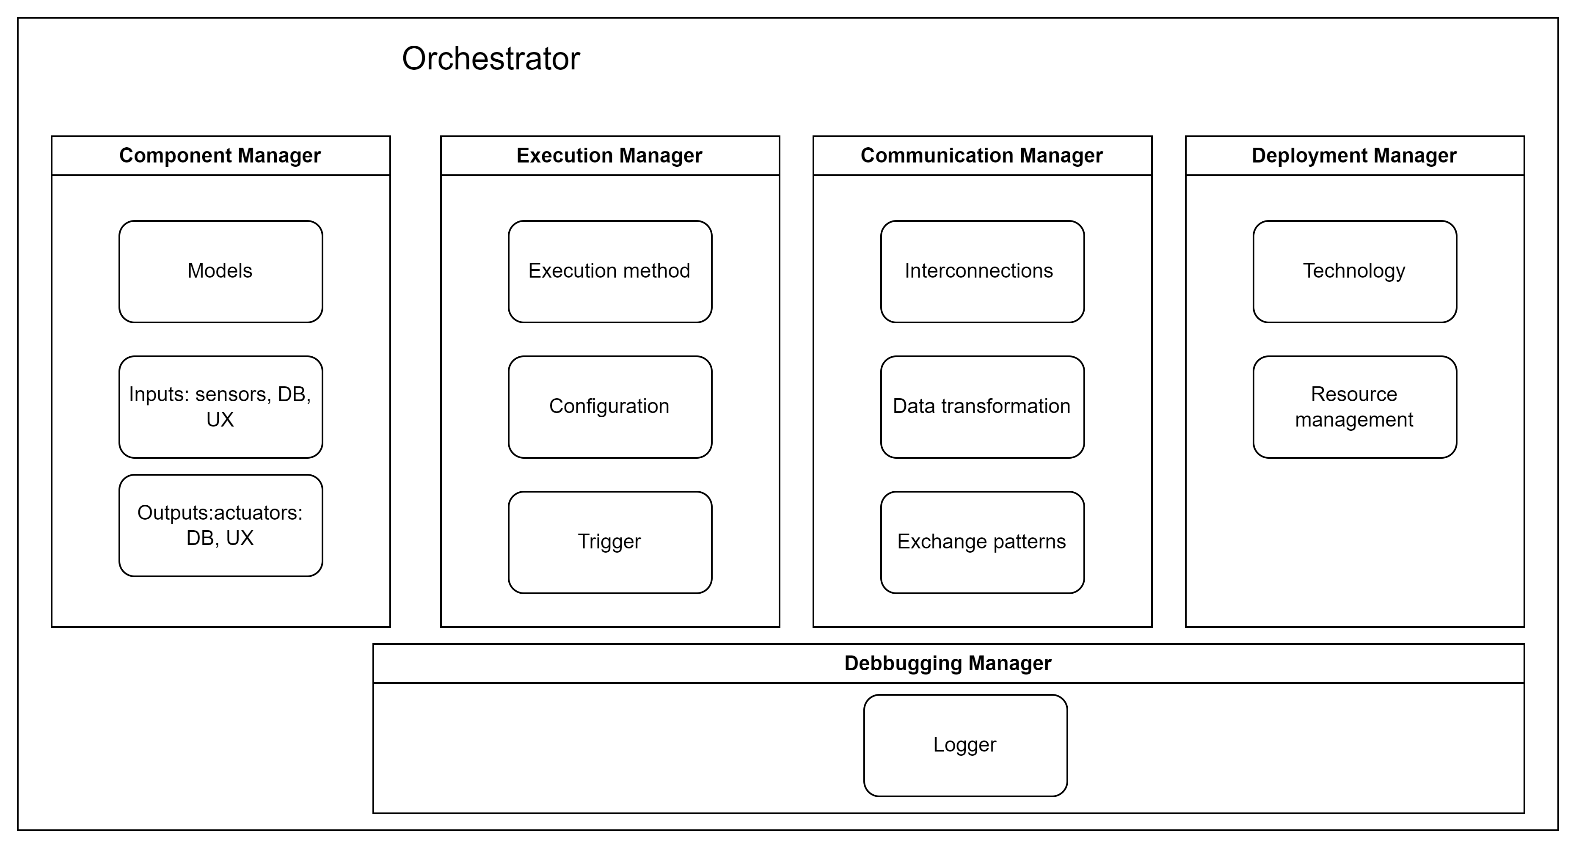 Orchestrator
Component Manager
Models
Inputs: sensors, DB,
UX
Outputs:actuators:
DB, UX
Execution Manager
Execution method
Configuration
Trigger
Communication Manager
Interconnections
Data transformation
Exchange patterns
Deployment Manager
Technology
Resource
management
Debbugging Manager
Logger